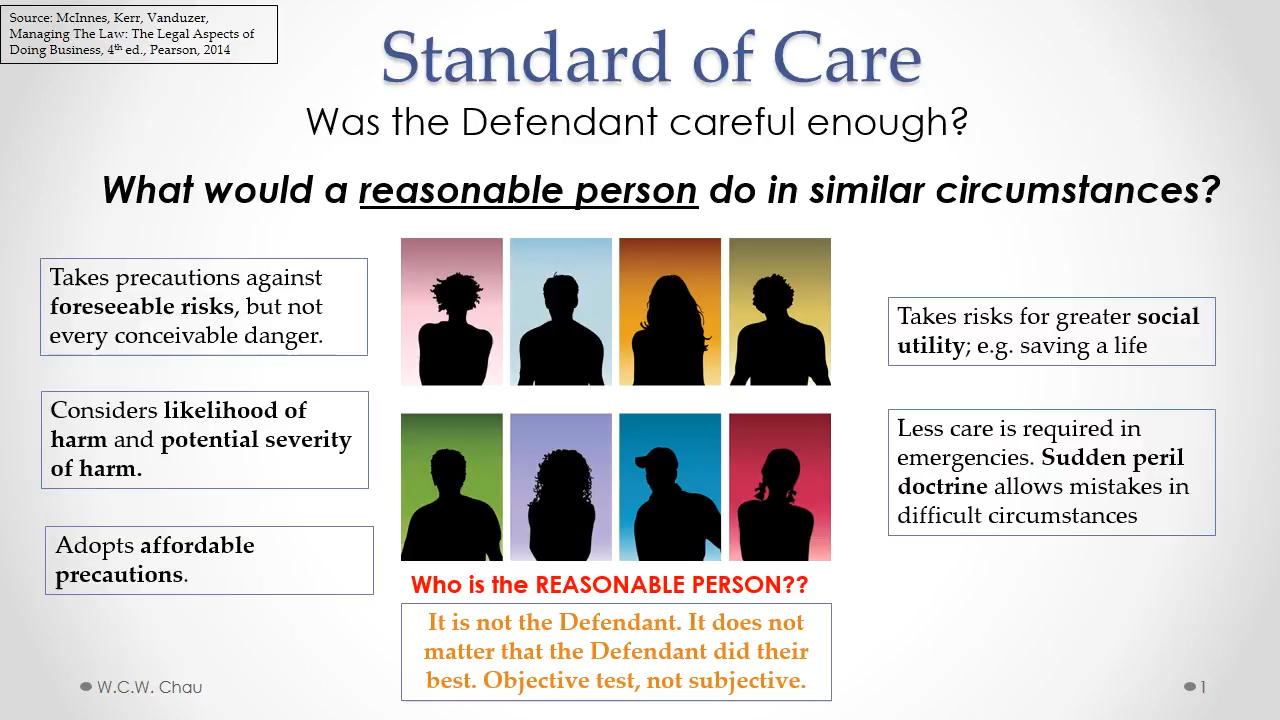 Source: McInnes, Kerr, Vanduzer,
Managing The Law: The Legal Aspects of
Doing Business, 4th ed., Pearson, 2014
Standard of Care
Was the Defendant careful enough?
What would a reasonable person do in similar circumstances?
Takes precautions against
foreseeable risks, but not
every conceivable danger.
Considers likelihood of
harm and potential severity
of harm.
Adopts affordable
precautions.
Takes risks for greater social
utility; e.g. saving a life
Less care is required in
emergencies. Sudden peril
doctrine allows mistakes in
difficult circumstances
Who is the REASONABLE PERSON??
It is not the Defendant. It does not
matter that the Defendant did their
best. Objective test, not subjective.
W.C.W. Chau
1